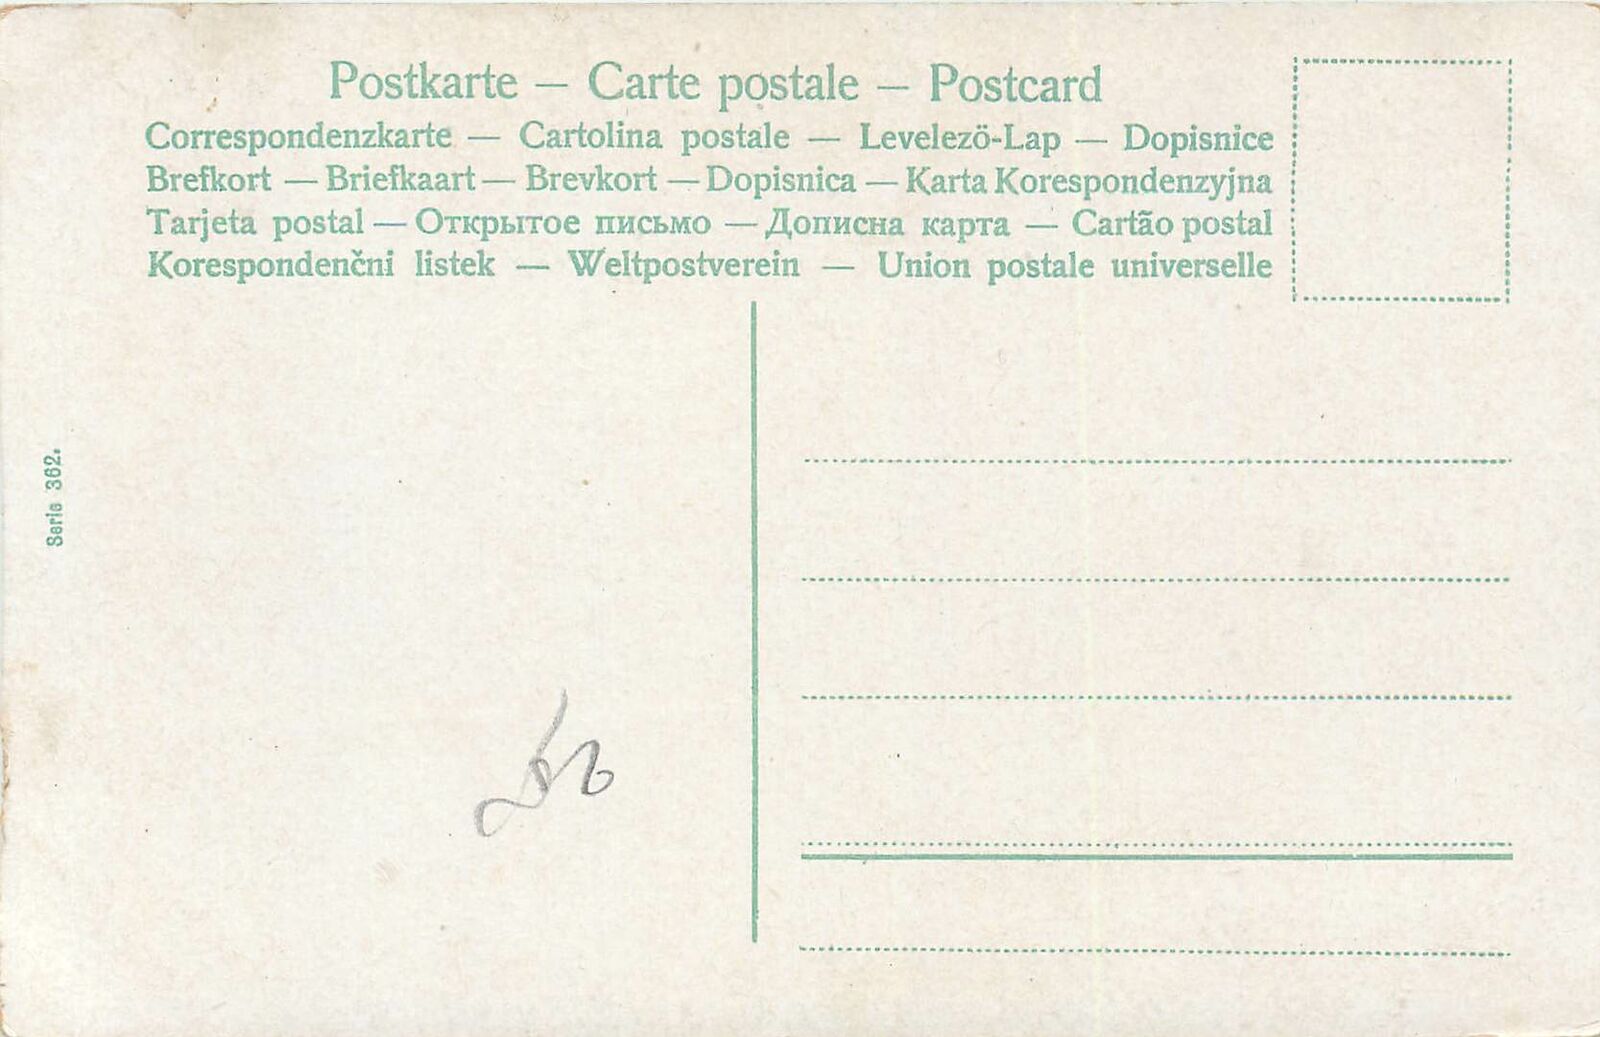 Postkarte — Carte postale — Postcard
Correspondenzkarte — Cartolina postale — Levelező-Lap — Dopisnice
Brefkort — Briefkaart — Brevkort — Dopisnica — Karta Korespondenzyjna
Tarjeta postal — Открытое письмо — Дописна карта — Cartão postal
Korespondenčni listek — Weltpostverein — Union postale universelle
Serie 362.